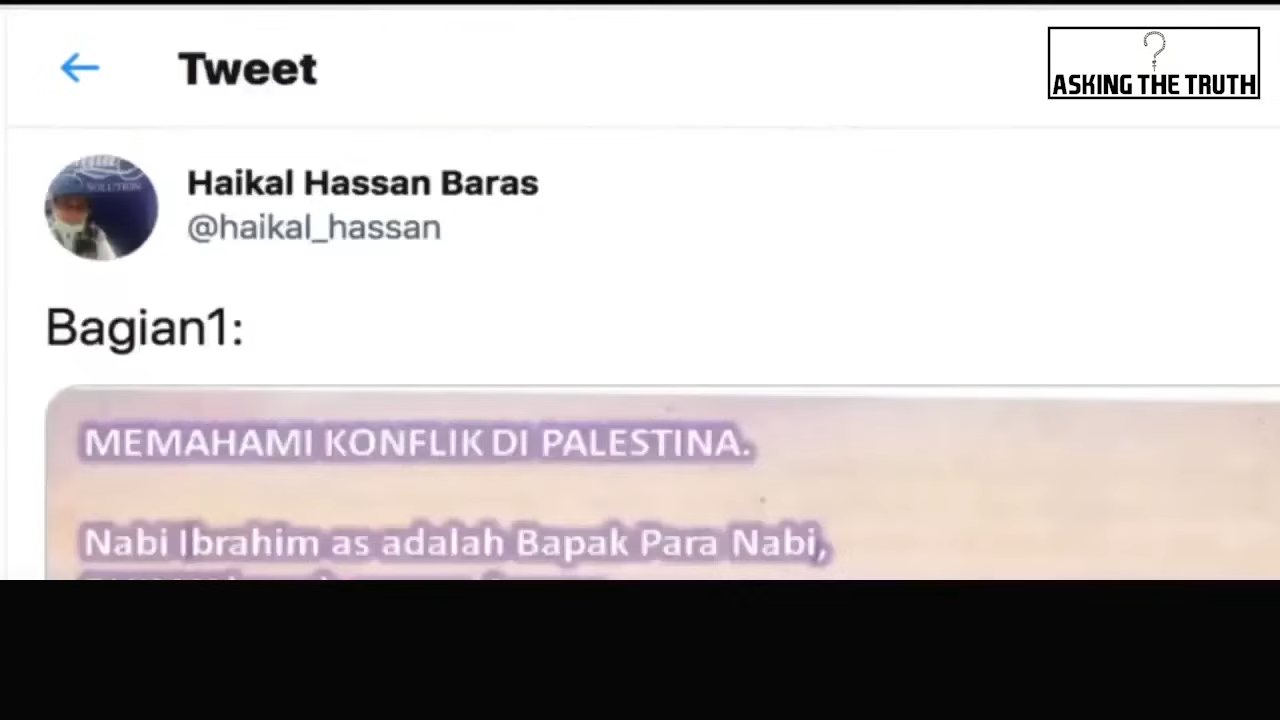 Tweet
ASKING THE TRUTH
SOLUTION
Haikal Hassan Baras
@haikal_hassan
Bagian1:
MEMAHAMI KONFLIK DI PALESTINA.
Nabi Ibrahim as adalah Bapak Para Nabi,